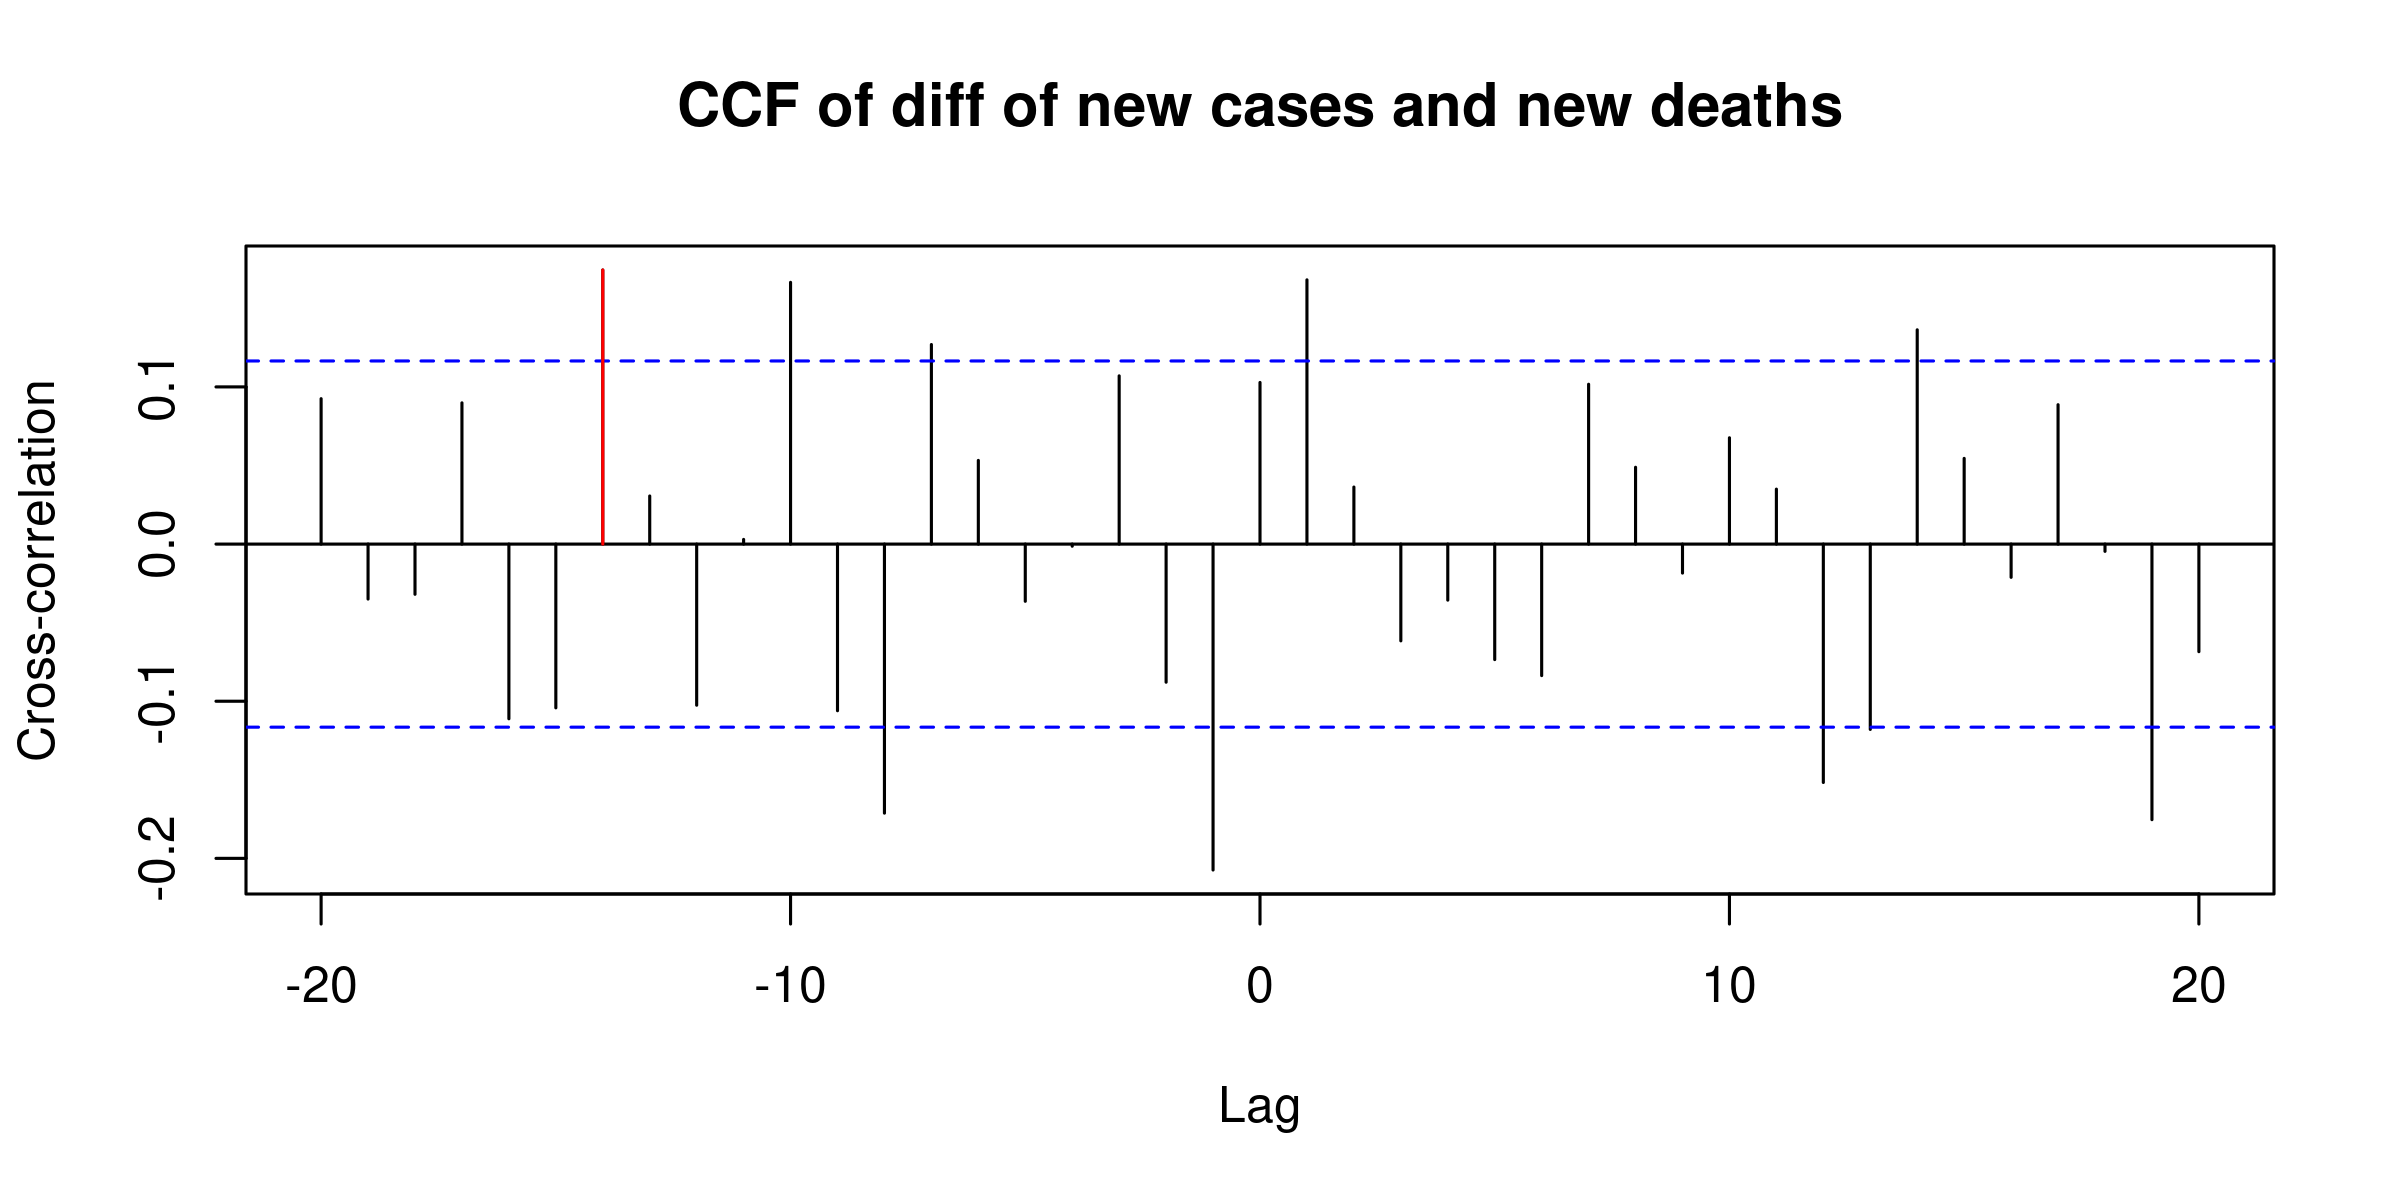 CCF of diff of new cases and new deaths
Cross-correlation
0.1
0.0
-0.1
-0.2
-20 -10 0 10 20
Lag